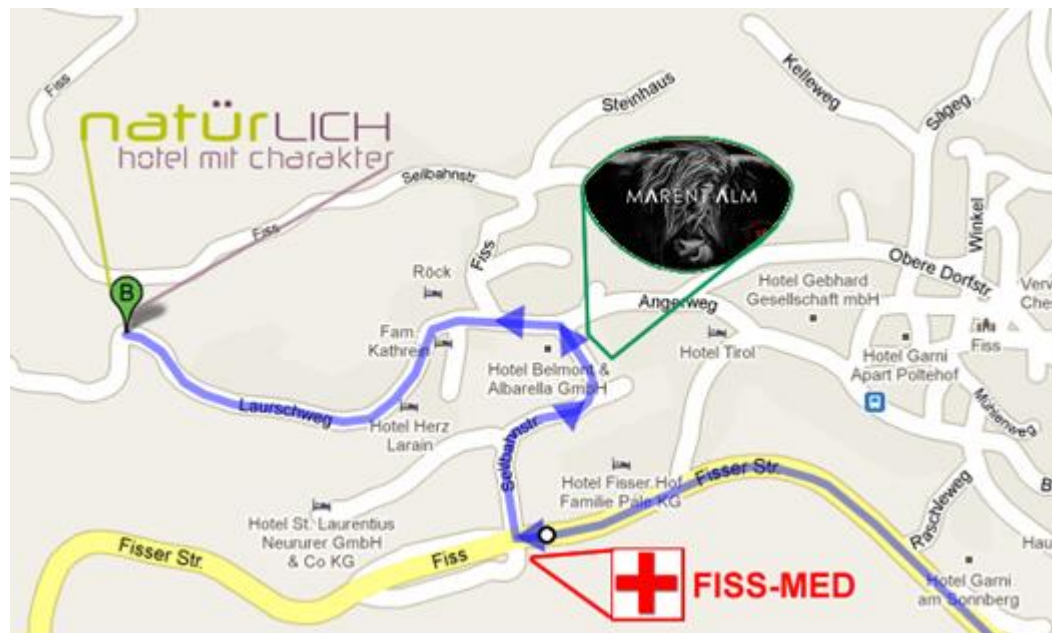 Fiss
natürLICH
hotel mit charakter
Steinhaus
Kelleweg
Sägeg.
Seilbahnstr.
MARENT ALM
Winkel
Fiss
Fiss
Obere Dorfstr
Röck
Hotel Gebhard
Gesellschaft mbH
Angerweg
B
Fam.
Kathrein
Hotel Belmont &
Albarella GmbH
Hotel Tirol
Hotel Garni
Apart Poltehof
Fiss
Laurschweg
Hotel Herz
Larain
Seilbahnstr
Mühlenweg
Hotel Fisser Hof
Familie Pale KG
Fisser Str.
Raschleweg
Hotel St. Laurentius
Neururer GmbH
& Co KG
Fisser Str.
Fiss
FISS-MED
Hotel Garni
am Sonnberg